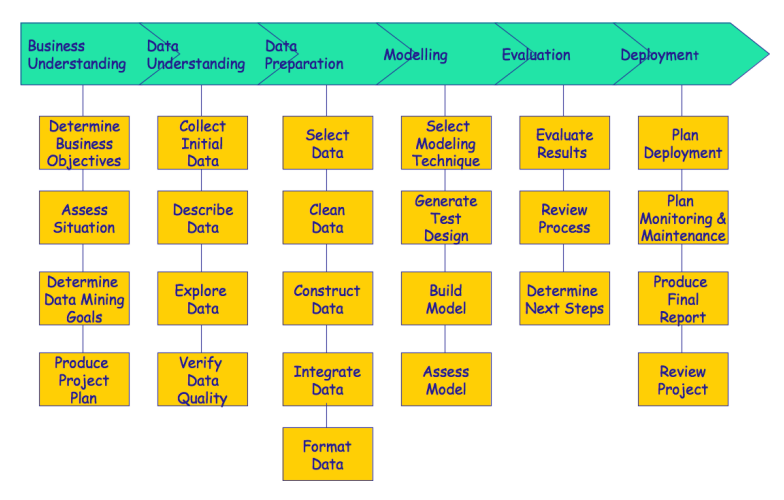 Business
Understanding
Data
Understanding
Data
Preparation
Modelling
Evaluation
Deployment
Determine
Business
Objectives
Assess
Situation
Determine
Data Mining
Goals
Produce
Project
Plan
Collect
Initial
Data
Describe
Data
Explore
Data
Verify
Data
Quality
Select
Data
Clean
Data
Construct
Data
Integrate
Data
Format
Data
Select
Modeling
Technique
Generate
Test
Design
Build
Model
Assess
Model
Evaluate
Results
Review
Process
Determine
Next Steps
Plan
Deployment
Plan
Monitoring &
Maintenance
Produce
Final
Report
Review
Project